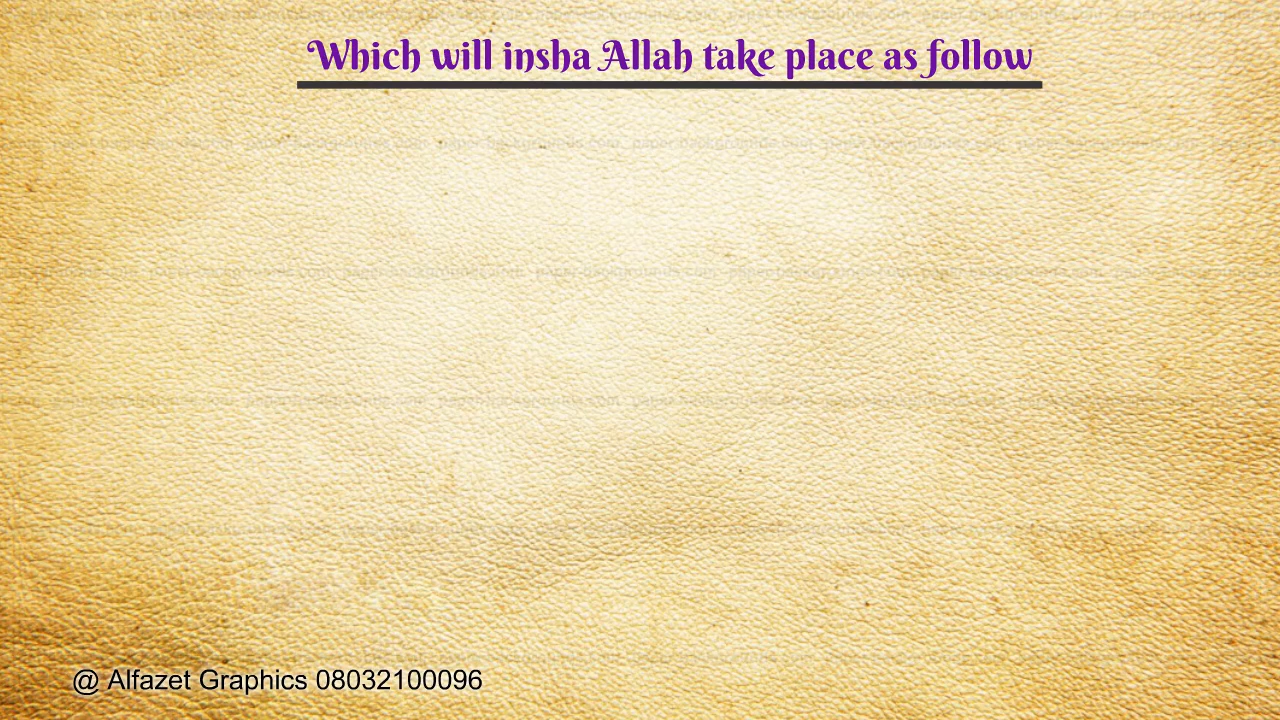 Which will insha Allah take place as follow
@ Alfazet Graphics 08032100096